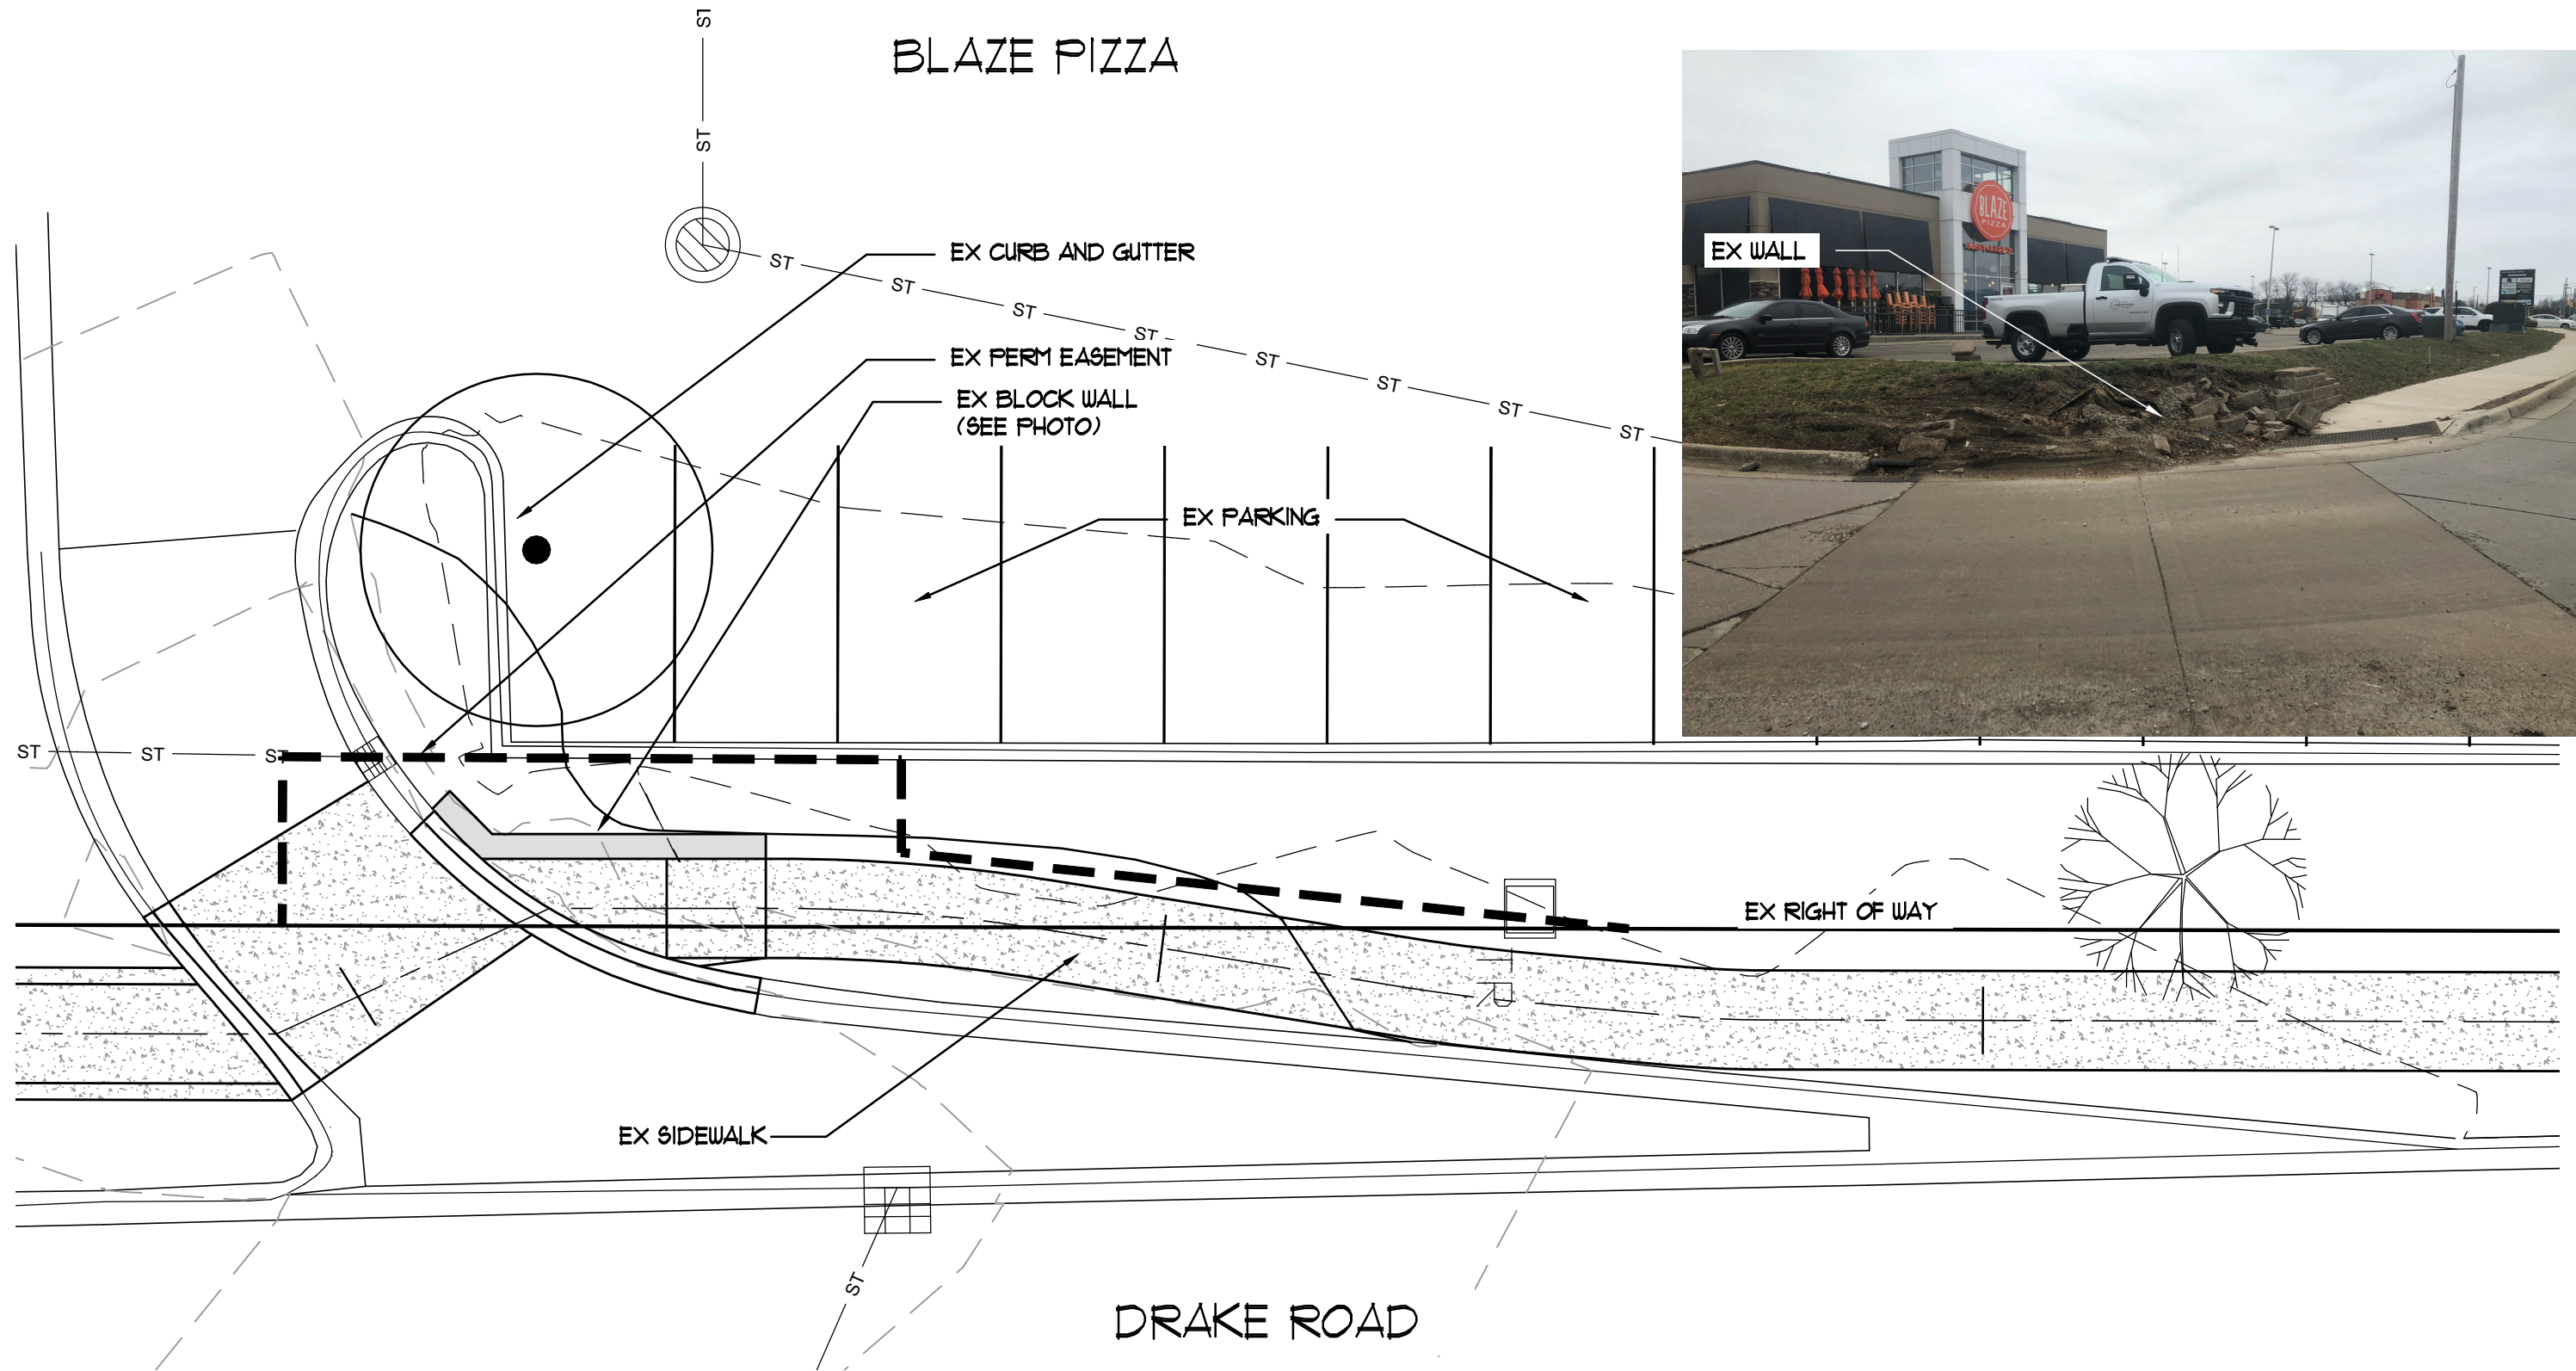 ST
BLAZE PIZZA
ST
EX CURB AND GUTTER
ST
ST
ST
ST
EX PERM EASEMENT
ST
ST
ST
ST
EX BLOCK WALL
(SEE PHOTO)
EX PARKING
BLAZE
PIZZA
EX WALL
ST
ST
ST
EX RIGHT OF WAY
EX SIDEWALK
ST
DRAKE ROAD